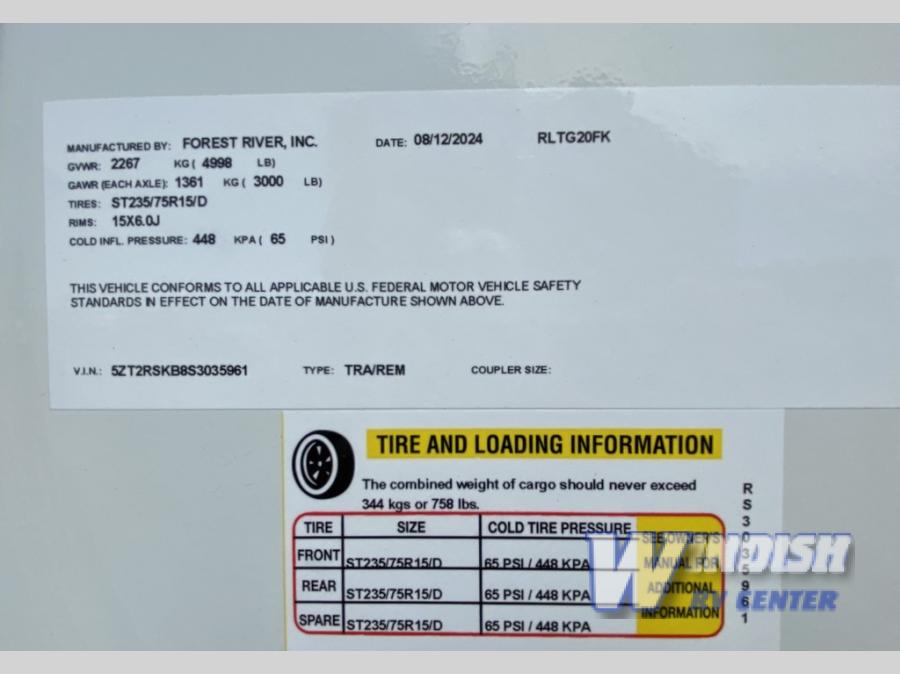 MANUFACTURED BY: FOREST RIVER, INC. DATE: 08/12/2024 RLTG20FK
GVWR: 2267 KG ( 4998 LB)
GAWR (EACH AXLE): 1361 KG ( 3000 LB)
TIRES: ST235/75R15/D
RIMS: 15X6.0J
COLD INFL. PRESSURE: 448 KPA ( 65 PSI )
THIS VEHICLE CONFORMS TO ALL APPLICABLE U.S. FEDERAL MOTOR VEHICLE SAFETY
STANDARDS IN EFFECT ON THE DATE OF MANUFACTURE SHOWN ABOVE.
V.I.N.: 5ZT2RSKB8S3035961 TYPE: TRA/REM COUPLER SIZE:
TIRE AND LOADING INFORMATION
The combined weight of cargo should never exceed
344 kgs or 758 lbs.
TIRE SIZE COLD TIRE PRESSURE SEE OWNER'S
FRONT ST235/75R15/D 65 PSI / 448 KPA MANUAL FOR
REAR ST235/75R15/D 65 PSI / 448 KPA ADDITIONAL
SPARE ST235/75R15/D 65 PSI / 448 KPA INFORMATION
RS3035961
WINDISH
RV CENTER